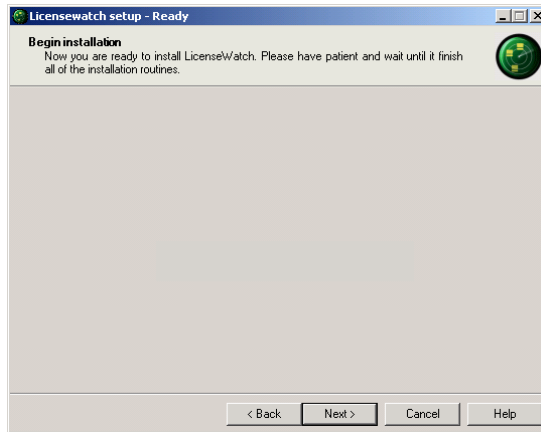 Licensewatch setup - Ready
Begin installation
Now you are ready to install LicenseWatch. Please have patient and wait until it finish
all of the installation routines.
< Back Next > Cancel Help